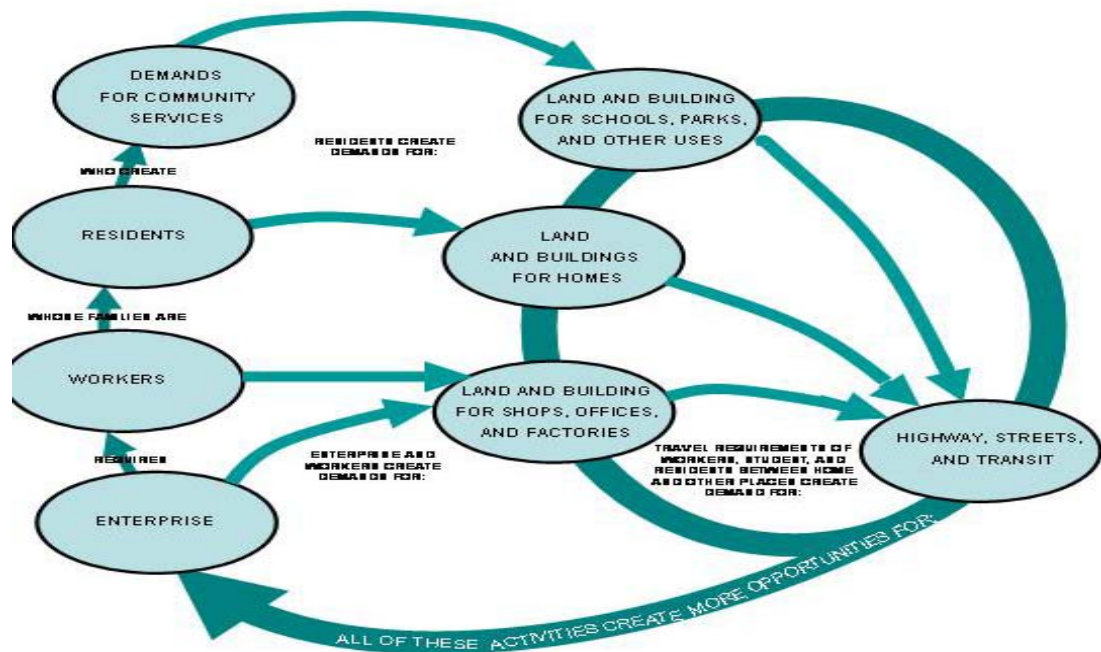 DEMANDS
FOR COMMUNITY
SERVICES
LAND AND BUILDING
FOR SCHOOLS, PARKS,
AND OTHER USES
RESIDENTS CREATE
DEMAND FOR:
WHO CREATE
RESIDENTS
LAND
AND BUILDINGS
FOR HOMES
WHOSE FAMILIES ARE
WORKERS
LAND AND BUILDING
FOR SHOPS, OFFICES,
AND FACTORIES
HIGHWAY, STREETS,
AND TRANSIT
REQUIRES
ENTERPRISE AND
WORKERS CREATE
DEMAND FOR:
TRAVEL REQUIREMENTS OF
WORKERS, STUDENT, AND
RESIDENTS BETWEEN HOME
AND OTHER PLACES CREATE
DEMAND FOR:
ENTERPRISE
ALL OF THESE ACTIVITIES CREATE MORE OPPORTUNITIES FOR: